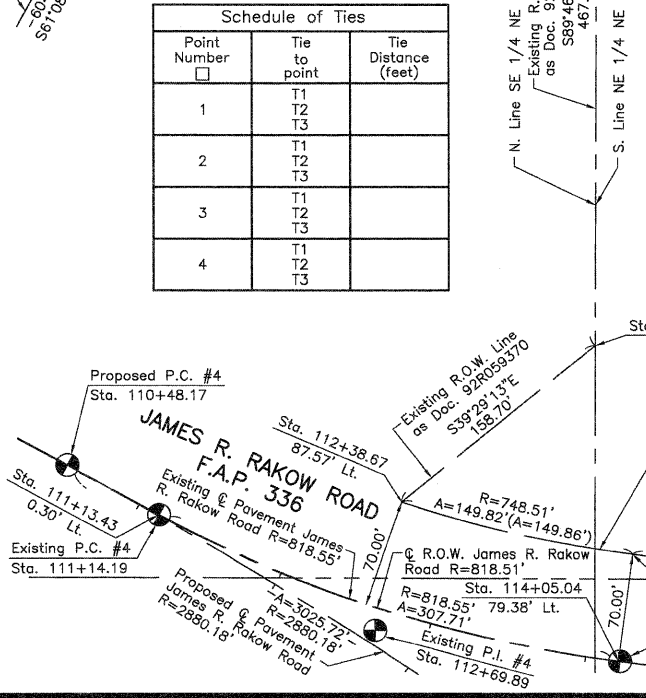 -60
S61°08
Schedule of Ties
Point
Number
□
Tie
to
point
Tie
Distance
(feet)
1
T1
T2
T3
2
T1
T2
T3
3
T1
T2
T3
4
T1
T2
T3
N. Line SE 1/4 NE
Existing R.
as Doc. 9
S89°46
467.
S. Line NE 1/4 NE
Sta
Existing R.O.W. Line
as Doc. 92R059370
S39°29'13"E
158.70'
Proposed P.C. #4
Sta. 110+48.17
JAMES R. RAKOW ROAD
F.A.P. 336
Sta. 112+38.67
87.57' Lt.
Sta. 111+13.43
0.30' Lt.
Existing P.C. #4
Sta. 111+14.19
Existing ℄ Pavement James
R. Rakow Road R=818.55'
70.00'
R=748.51'
A=149.82'(A=149.86')
℄ R.O.W. James R. Rakow
Road R=818.51'
Sta. 114+05.04
79.38' Lt.
R=818.55'
A=307.71'
70.00'
A=3025.72'
R=2880.18'
Proposed ℄ Pavement
James R. Rakow Road
R=2880.18'
Existing P.I. #4
Sta. 112+69.89